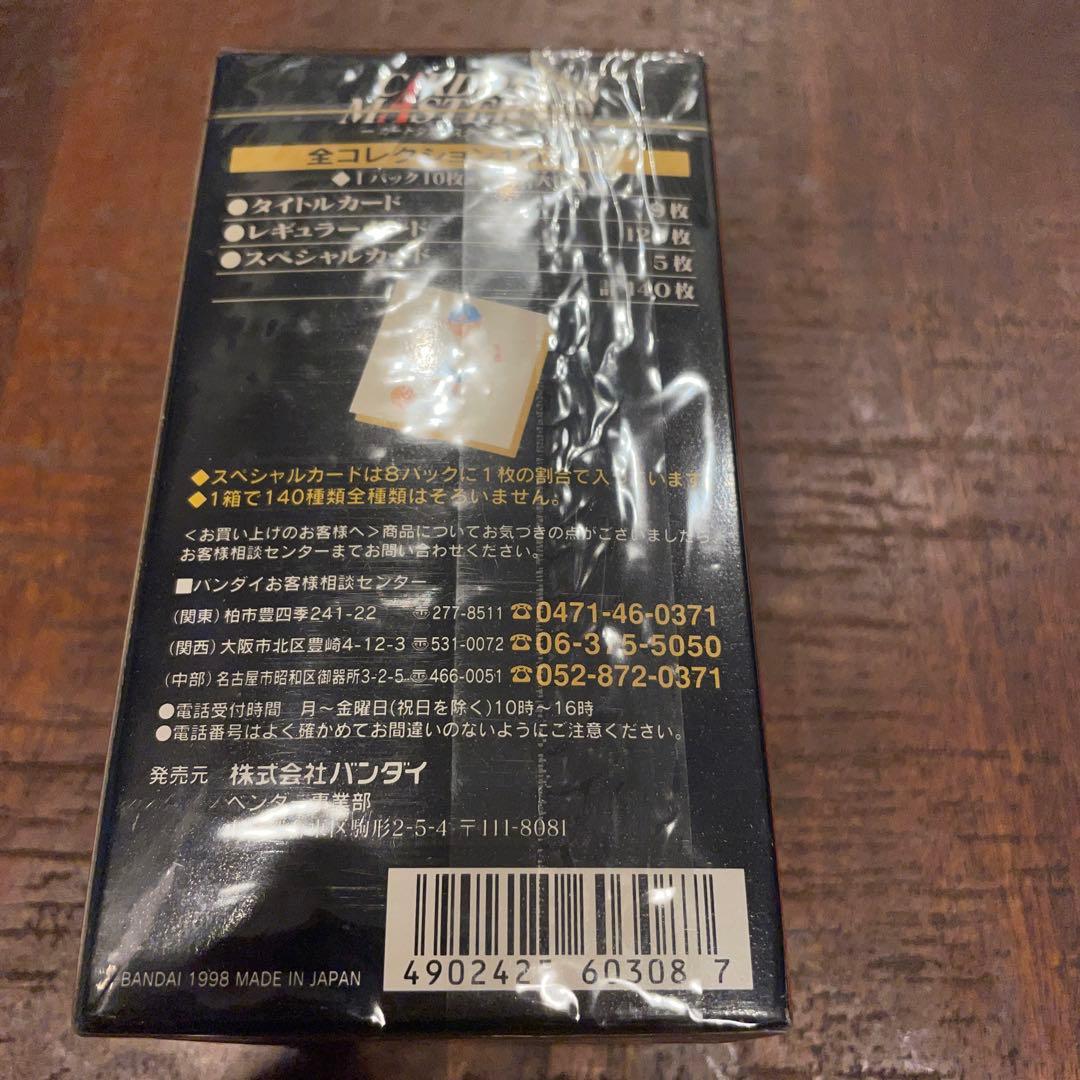 全コレクション
◆1パック10枚
●タイトルカード 9枚
●レギュラーカード 枚
●スペシャルカード 5枚
計140枚
◆スペシャルカードは8パックに1枚の割合で入っています。
◆1箱で140種類全種類はそろいません。
<お買い上げのお客様へ>商品についてお気づきの点がございましたら
お客様相談センターまでお問い合わせください。
■バンダイお客様相談センター
(関東)柏市豊四季241-22 〒277-8511 ☎0471-46-0371
(関西)大阪市北区豊崎4-12-3 〒531-0072 ☎06-375-5050
(中部)名古屋市昭和区御器所3-2-5 〒466-0051 ☎052-872-0371
●電話受付時間 月～金曜日(祝日を除く)10時～16時
●電話番号はよく確かめてお間違いのないようにご注意ください。
発売元 株式会社バンダイ
ベンダー事業部
区駒形2-5-4 〒111-8081
BANDAI 1998 MADE IN JAPAN
4902425 60308 7